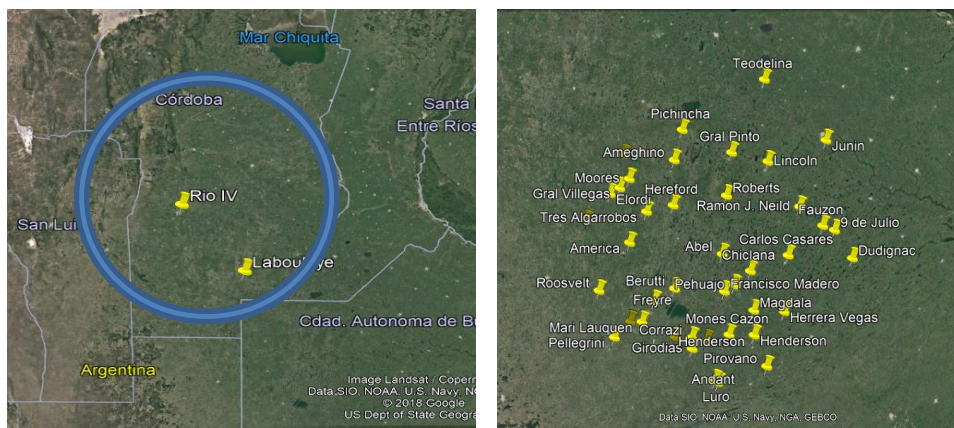 Mar Chiquita
Córdoba
Santa
Entre Ríos
Rio IV
San Lui
Laboulaye
Cdad. Autonoma de Bu
Argentina
Image Landsat / Copern
Data SIO, NOAA, U.S. Navy, NG
© 2018 Google
US Dept of State Geogra
Teodelina
Pichincha
Gral Pinto
Junin
Ameghino
Lincoln
Moores
Hereford
Roberts
Gral Villegas
Elordi
Ramon J. Neild
Fauzon
Tres Algarrobos
9 de Julio
America
Abel
Carlos Casares
Dudignac
Chiclana
Roosvelt
Berutti
Pehuajo
Francisco Madero
Freyre
Magdala
Mones Cazon
Herrera Vegas
Mari Lauquen
Corrazi
Pellegrini
Girodias
Henderson
Henderson
Pirovano
Andant
Luro
Data SIO, NOAA, U.S. Navy, NGA, GEBCO